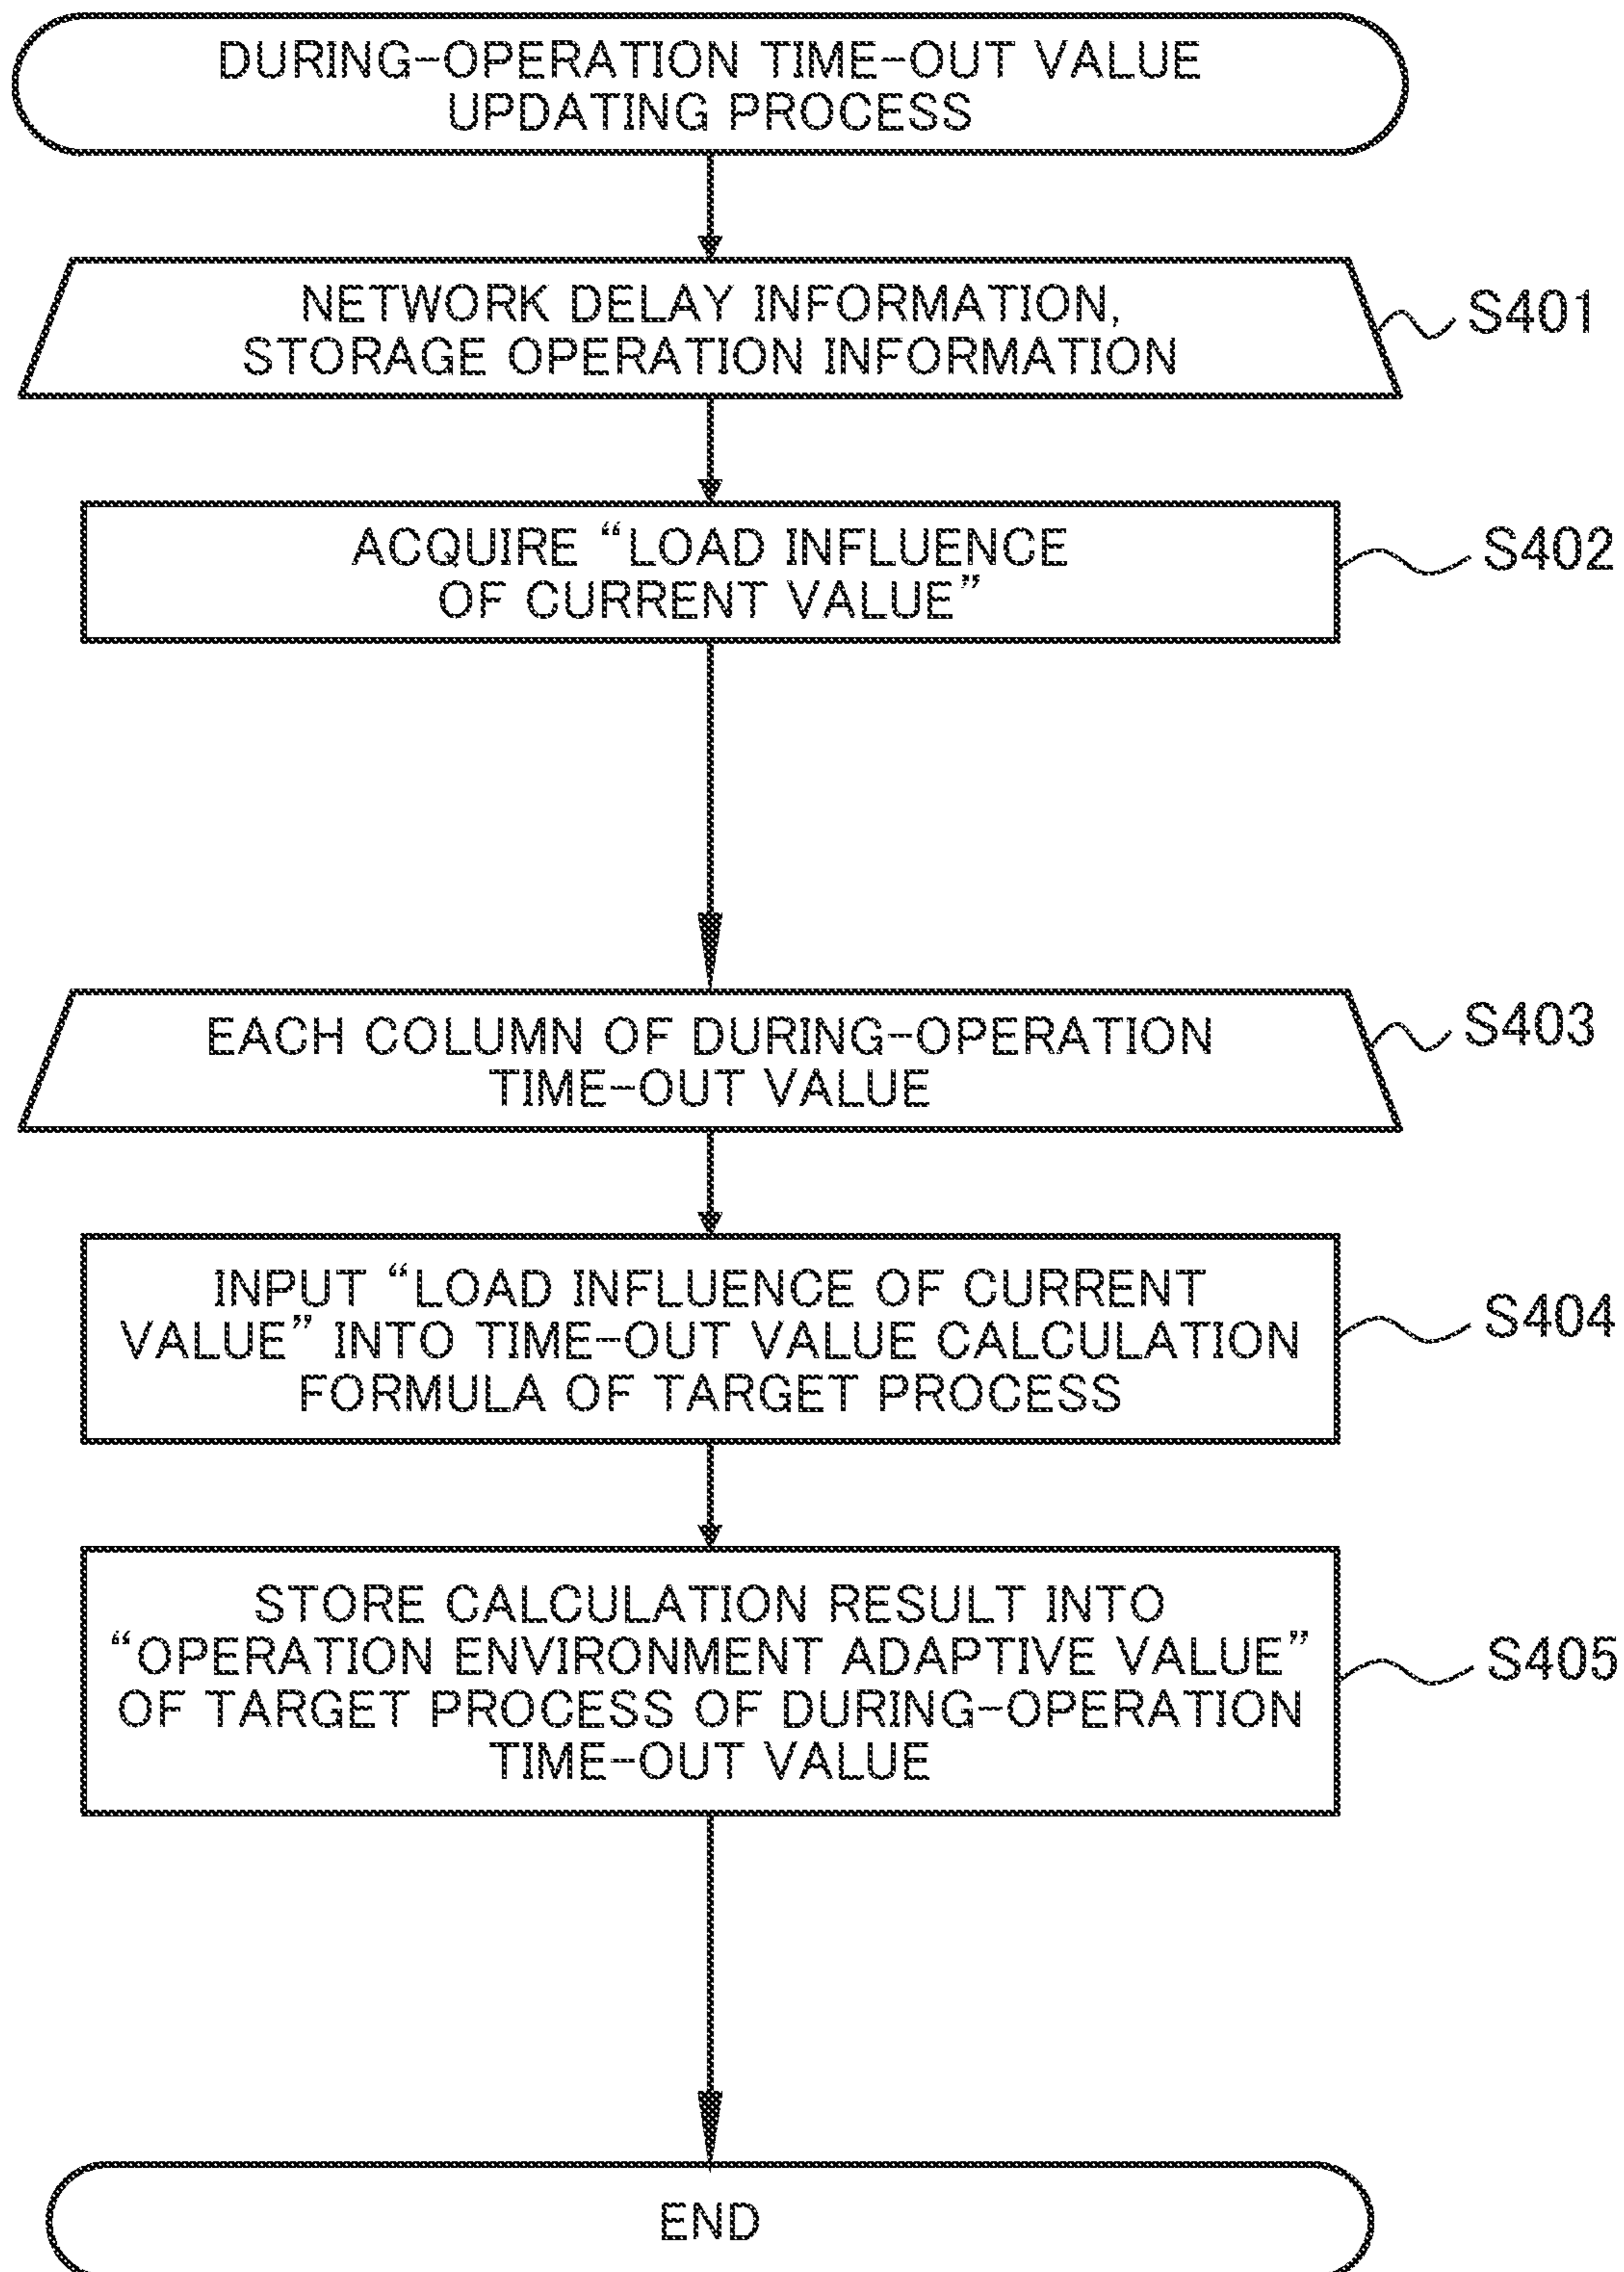 DURING-OPERATION TIME-OUT VALUE
UPDATING PROCESS
NETWORK DELAY INFORMATION,
STORAGE OPERATION INFORMATION
S401
ACQUIRE “LOAD INFLUENCE
OF CURRENT VALUE”
S402
EACH COLUMN OF DURING-OPERATION
TIME-OUT VALUE
S403
INPUT “LOAD INFLUENCE OF CURRENT
VALUE” INTO TIME-OUT VALUE CALCULATION
FORMULA OF TARGET PROCESS
S404
STORE CALCULATION RESULT INTO
“OPERATION ENVIRONMENT ADAPTIVE VALUE”
OF TARGET PROCESS OF DURING-OPERATION
TIME-OUT VALUE
S405
END